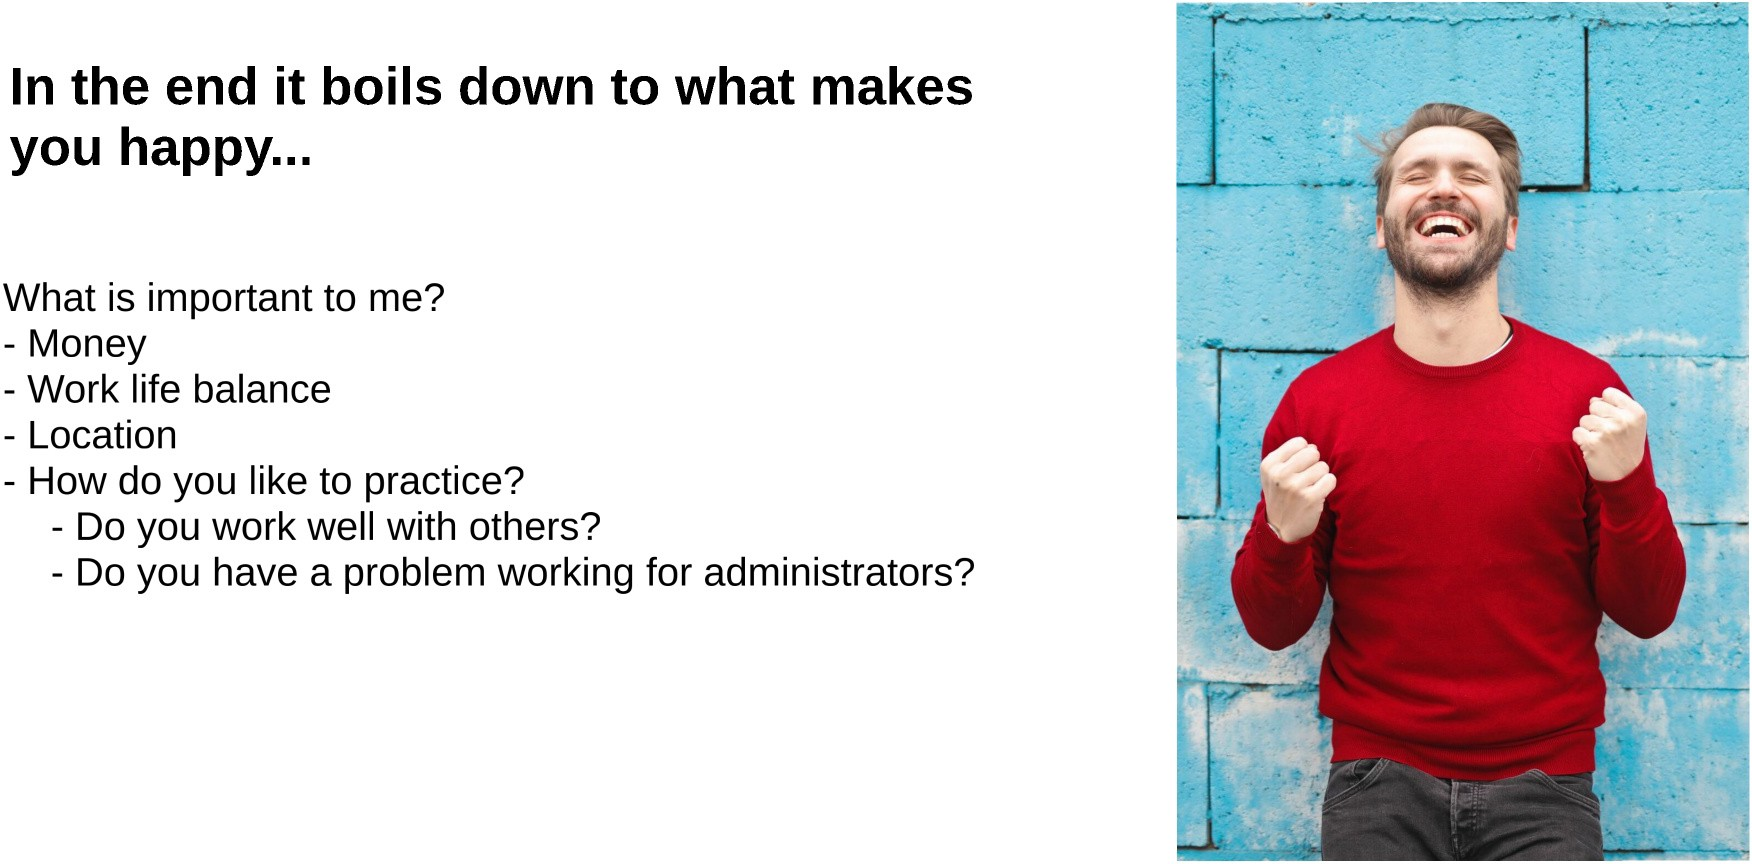 In the end it boils down to what makes
you happy...
What is important to me?
- Money
- Work life balance
- Location
- How do you like to practice?
- Do you work well with others?
- Do you have a problem working for administrators?